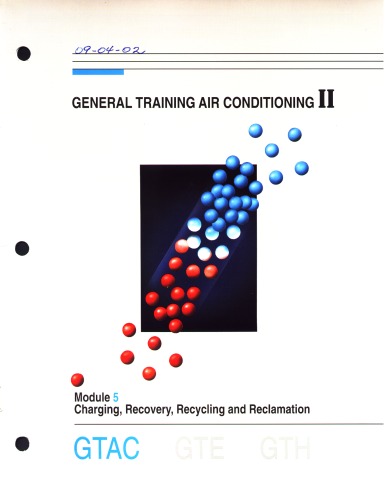 09-04-02
GENERAL TRAINING AIR CONDITIONING II
Module 5
Charging, Recovery, Recycling and Reclamation
GTAC GTE GTH